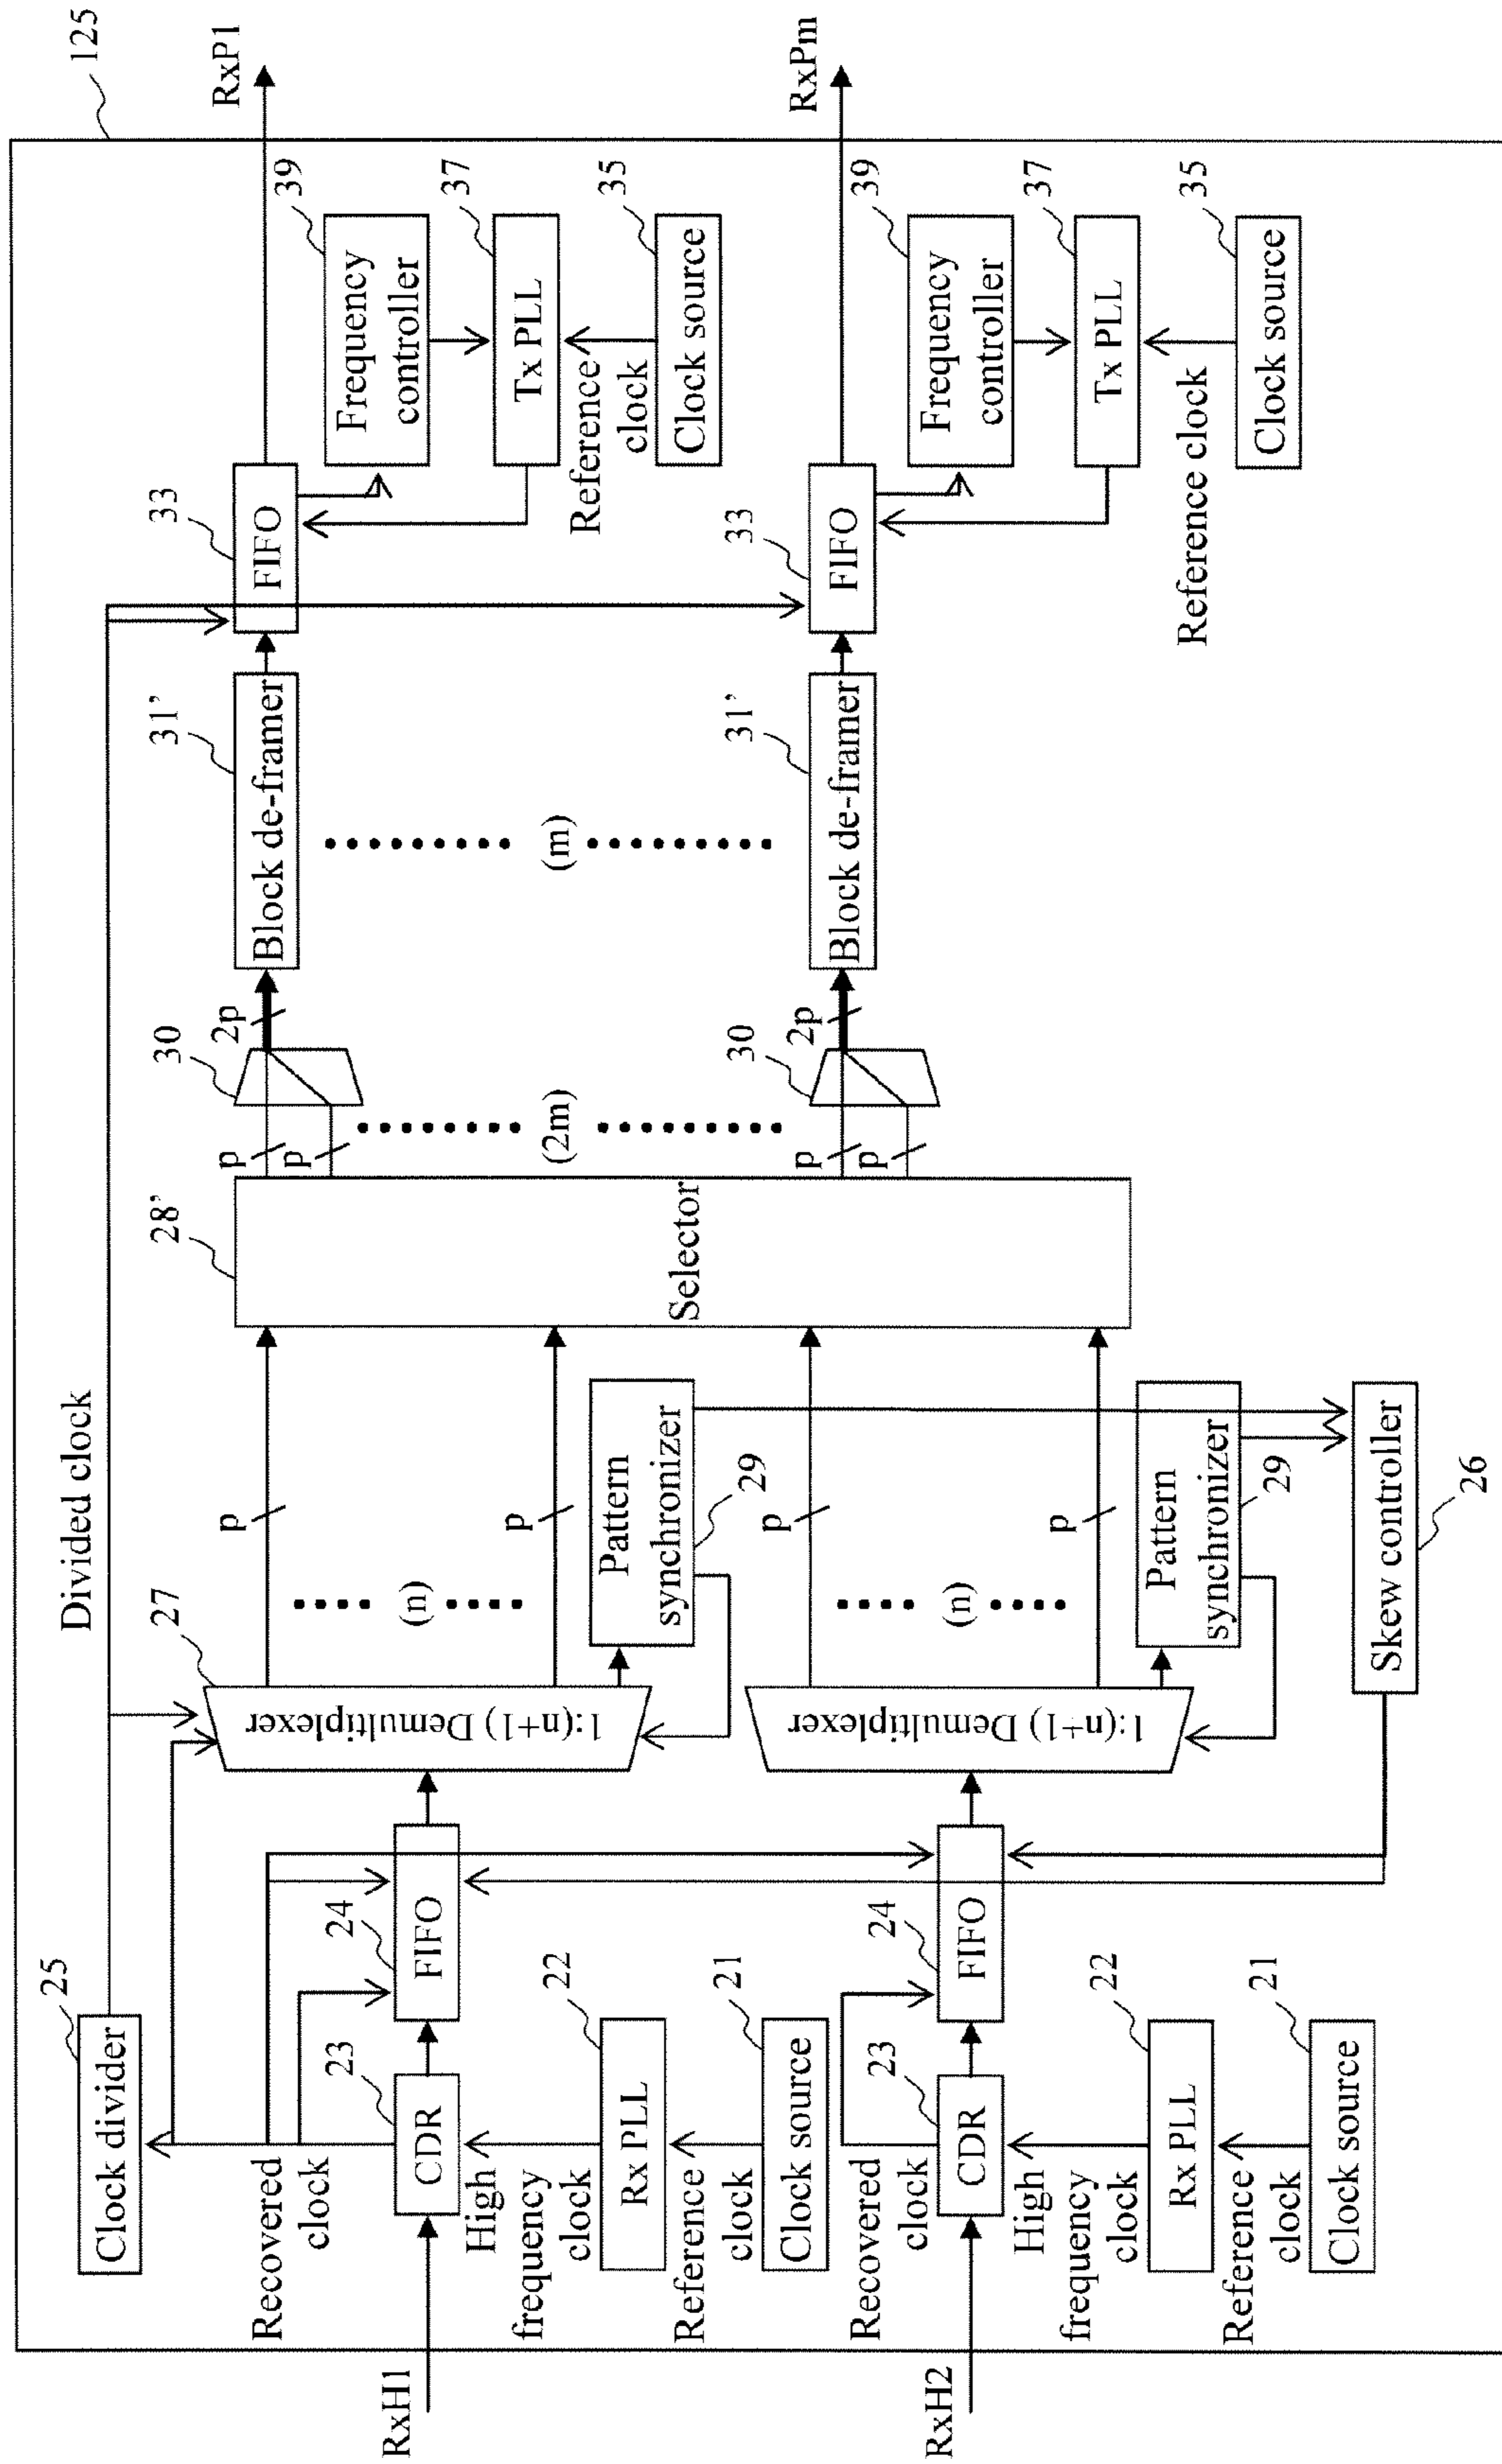 125
25
Clock divider
Divided clock
Recovered
clock
23
CDR
24
FIFO
RxH1
High
frequency
clock
22
Rx PLL
Reference
clock
21
Clock source
27
1:(n+1) Demultiplexer
p
(n)
p
Pattern
synchronizer
29
28’
Selector
p
p
(2m)
30
2p
31’
Block de-framer
(m)
33
FIFO
RxP1
39
Frequency
controller
37
Tx PLL
Reference
clock
35
Clock source
Recovered
clock
23
CDR
24
FIFO
RxH2
High
frequency
clock
22
Rx PLL
Reference
clock
21
Clock source
1:(n+1) Demultiplexer
p
(n)
p
Pattern
synchronizer
29
Skew controller
26
p
p
30
2p
31’
Block de-framer
33
FIFO
RxPm
39
Frequency
controller
37
Tx PLL
Reference clock
35
Clock source